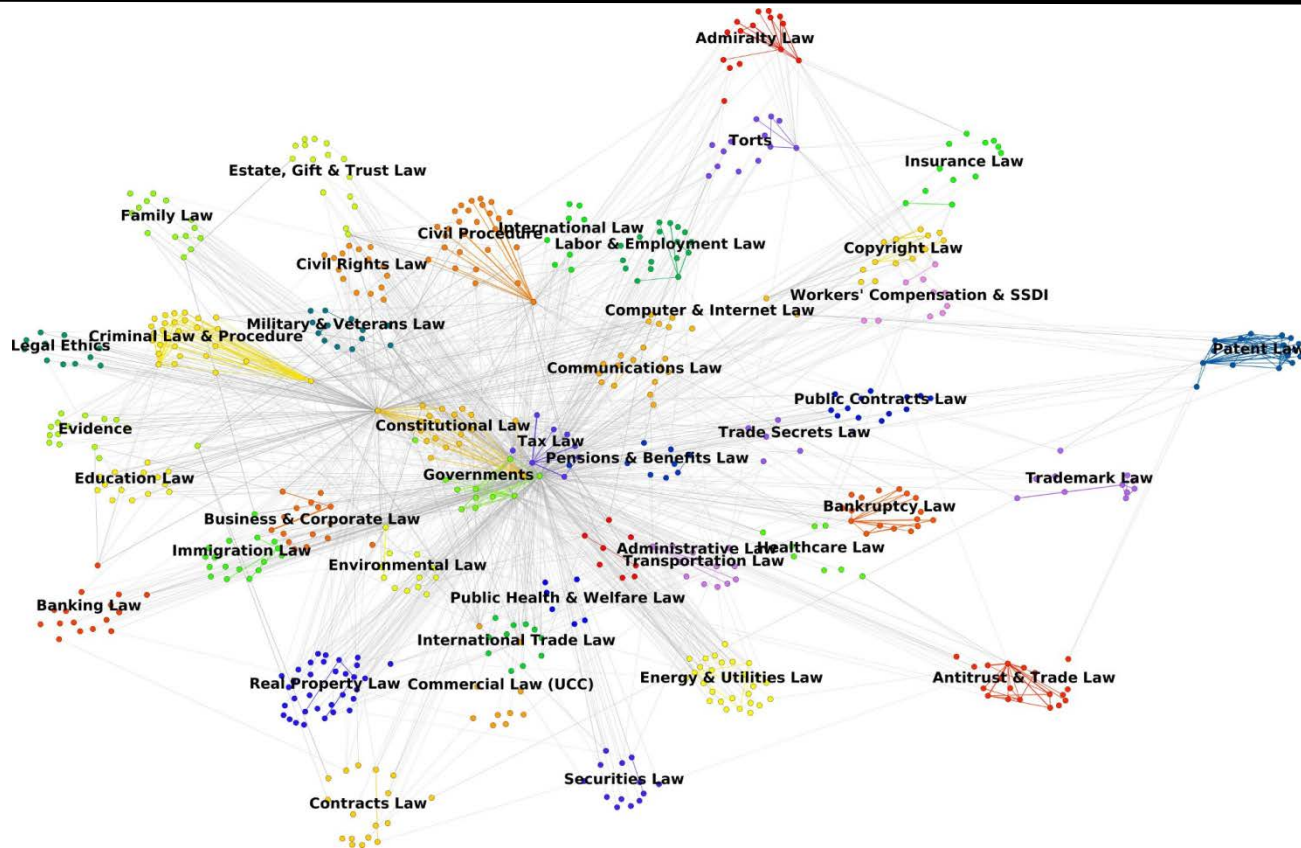 Admiralty Law
Torts
Insurance Law
Estate, Gift & Trust Law
Family Law
International Law
Civil Procedure
Labor & Employment Law
Copyright Law
Civil Rights Law
Workers' Compensation & SSDI
Computer & Internet Law
Military & Veterans Law
Criminal Law & Procedure
Legal Ethics
Patent Law
Communications Law
Public Contracts Law
Constitutional Law
Evidence
Trade Secrets Law
Tax Law
Pensions & Benefits Law
Governments
Education Law
Trademark Law
Bankruptcy Law
Business & Corporate Law
Immigration Law
Administrative Law
Healthcare Law
Transportation Law
Environmental Law
Public Health & Welfare Law
Banking Law
International Trade Law
Real Property Law
Commercial Law (UCC)
Energy & Utilities Law
Antitrust & Trade Law
Securities Law
Contracts Law